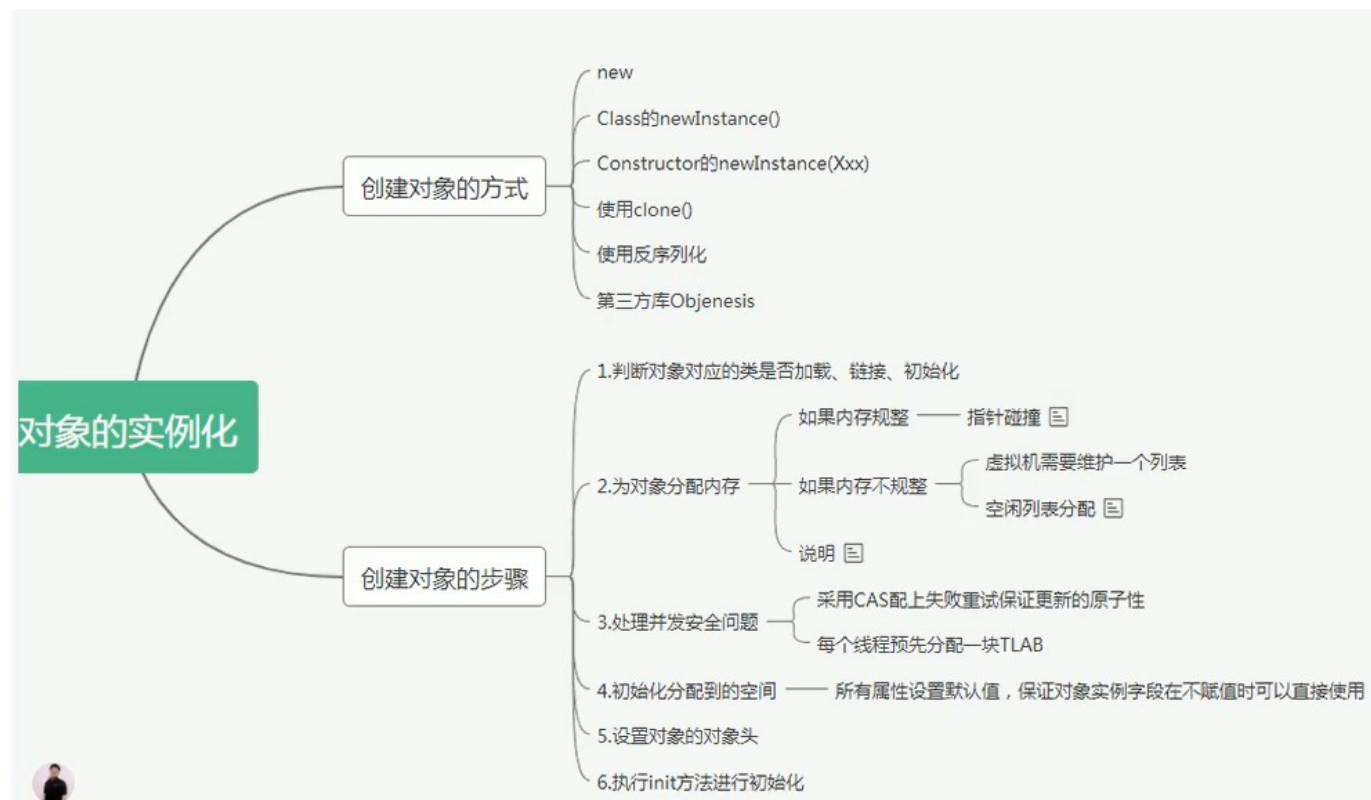 new
Class的newInstance()
Constructor的newInstance(Xxx)
创建对象的方式
使用clone()
使用反序列化
第三方库Objenesis
对象的实例化
1.判断对象对应的类是否加载、链接、初始化
如果内存规整
指针碰撞
2.为对象分配内存
如果内存不规整
虚拟机需要维护一个列表
空闲列表分配
说明
创建对象的步骤
3.处理并发安全问题
采用CAS配上失败重试保证更新的原子性
每个线程预先分配一块TLAB
4.初始化分配到的空间
所有属性设置默认值，保证对象实例字段在不赋值时可以直接使用
5.设置对象的对象头
6.执行init方法进行初始化